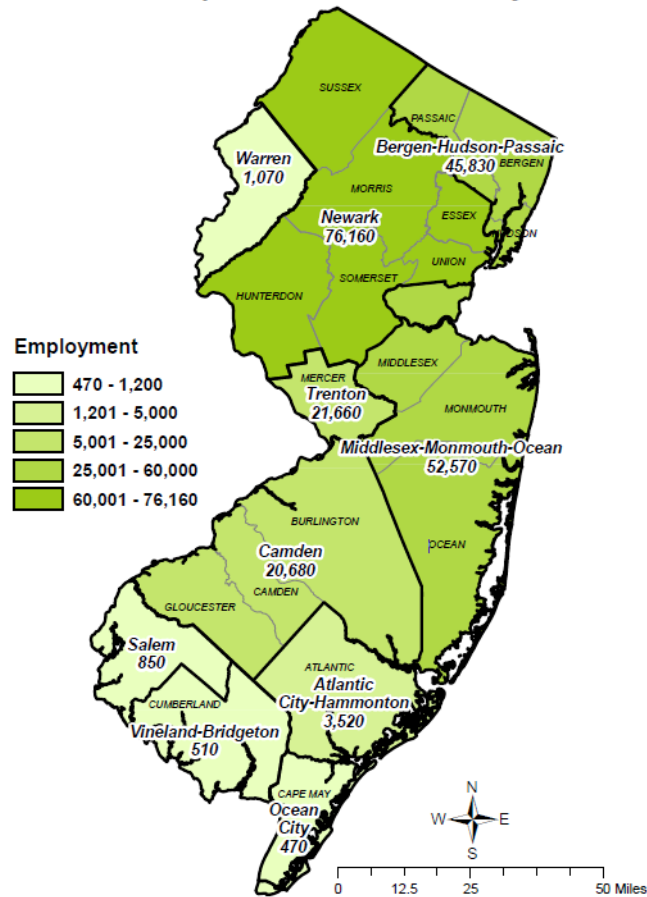 SUSSEX
PASSAIC
Warren
1,070
Bergen-Hudson-Passaic
45,830
BERGEN
MORRIS
Newark
76,160
ESSEX
HUDSON
UNION
SOMERSET
HUNTERDON
Employment
470 - 1,200
1,201 - 5,000
5,001 - 25,000
25,001 - 60,000
60,001 - 76,160
MIDDLESEX
MERCER
Trenton
21,660
MONMOUTH
Middlesex-Monmouth-Ocean
52,570
BURLINGTON
OCEAN
Camden
20,680
CAMDEN
GLOUCESTER
Salem
850
ATLANTIC
Atlantic
City-Hammonton
3,520
CUMBERLAND
Vineland-Bridgeton
510
CAPE MAY
Ocean
City
470
N
W E
S
0 12.5 25 50 Miles